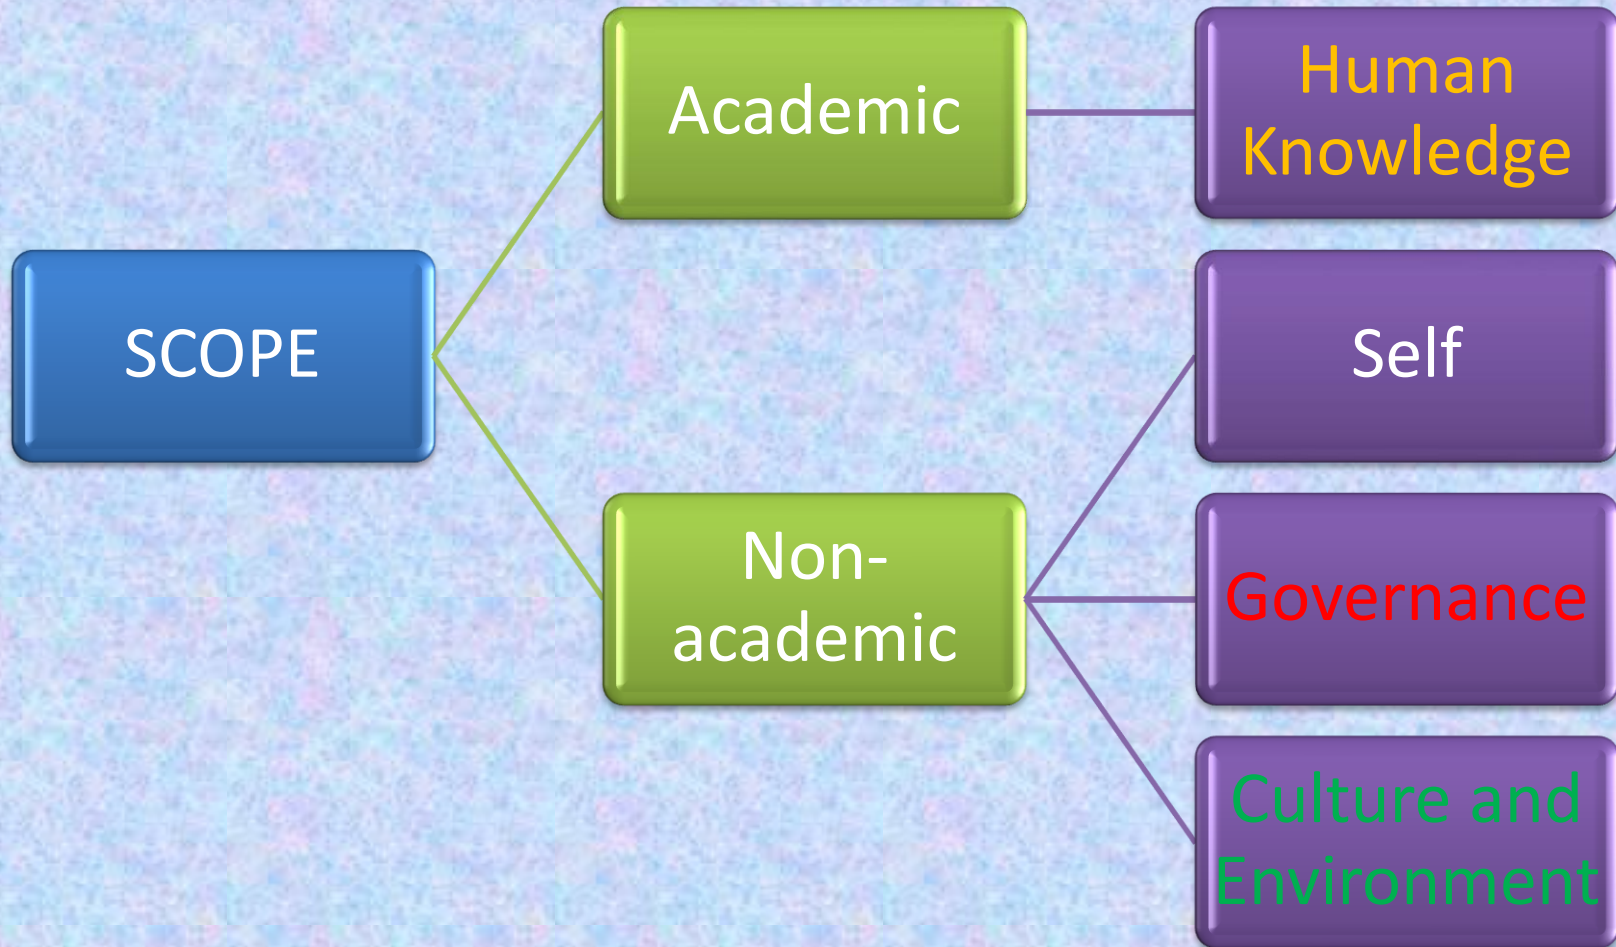 SCOPE
Academic
Non-
academic
Human
Knowledge
Self
Governance
Culture and
Environment